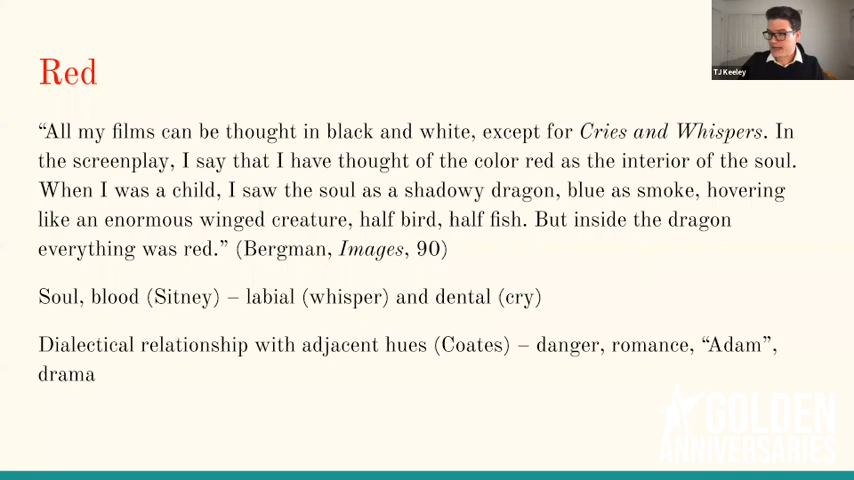 Red
“All my films can be thought in black and white, except for Cries and Whispers. In
the screenplay, I say that I have thought of the color red as the interior of the soul.
When I was a child, I saw the soul as a shadowy dragon, blue as smoke, hovering
like an enormous winged creature, half bird, half fish. But inside the dragon
everything was red.” (Bergman, Images, 90)
Soul, blood (Sitney) – labial (whisper) and dental (cry)
Dialectical relationship with adjacent hues (Coates) – danger, romance, “Adam”,
drama
TJ Keeley
GOLDEN
ANNIVERSARIES